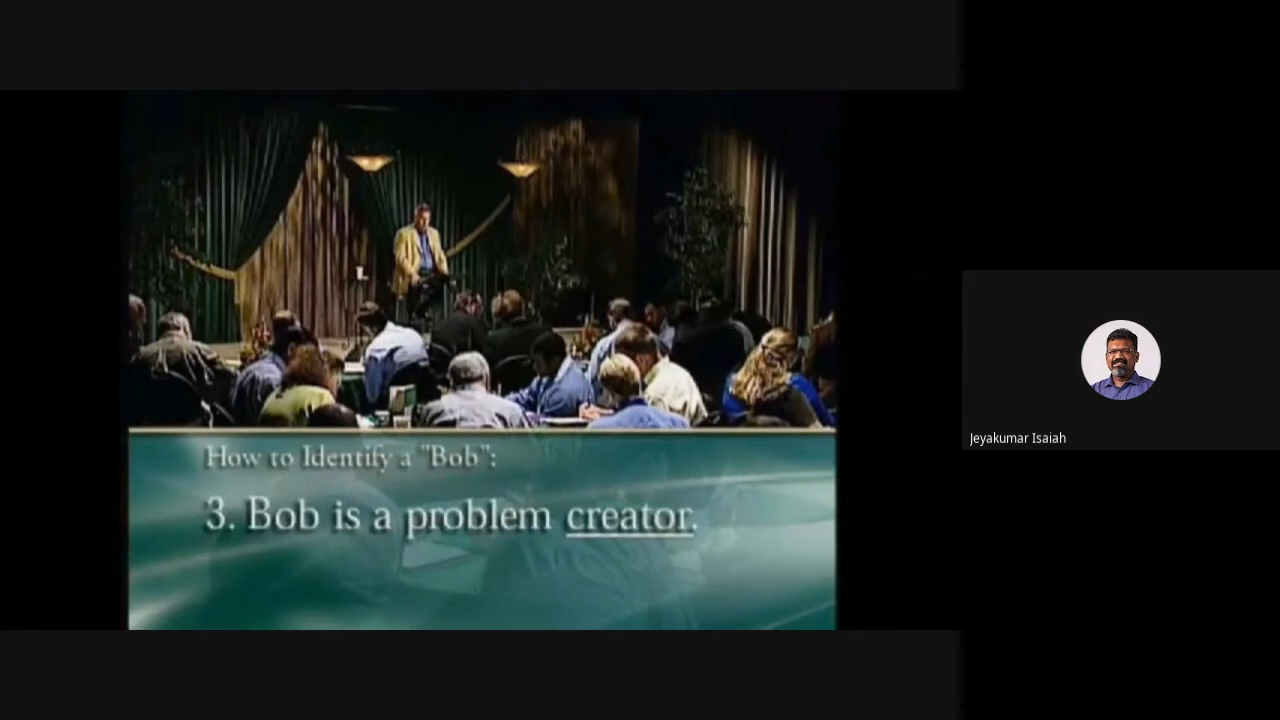 How to Identify a "Bob":
3. Bob is a problem creator.
Jeyakumar Isaiah